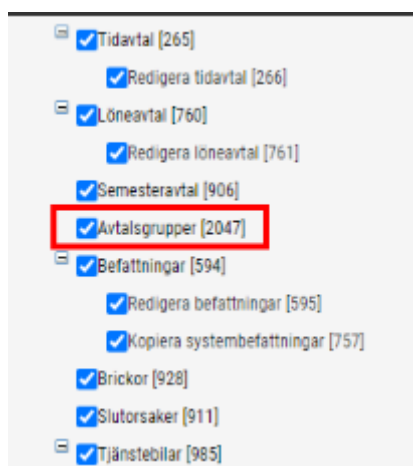 Tidavtal [265]
Redigera tidavtal [266]
Löneavtal [760]
Redigera löneavtal [761]
Semesteravtal [906]
Avtalsgrupper [2047]
Befattningar [594]
Redigera befattningar [595]
Kopiera systembefattningar [757]
Brickor [928]
Slutorsaker [911]
Tjänstebilar [985]